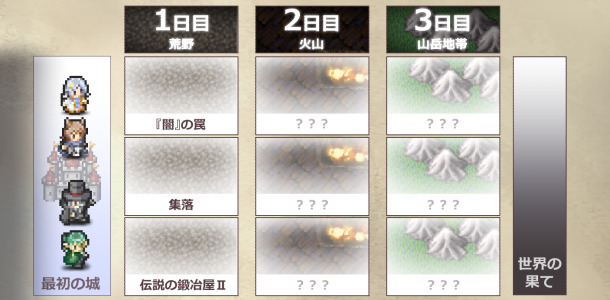 1日目
荒野
2日目
火山
3日目
山岳地帯
『闇』の罠
？？？
？？？
集落
？？？
？？？
伝説の鍛冶屋Ⅱ
？？？
？？？
最初の城
世界の
果て